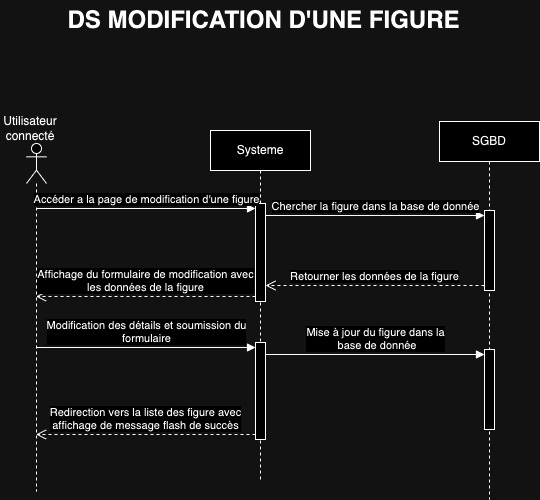 DS MODIFICATION D'UNE FIGURE
Utilisateur
connecté
Systeme
SGBD
Accéder a la page de modification d'une figure
Chercher la figure dans la base de donnée
Affichage du formulaire de modification avec
les données de la figure
Retourner les données de la figure
Modification des détails et soumission du
formulaire
Mise à jour du figure dans la
base de donnée
Redirection vers la liste des figure avec
affichage de message flash de succès